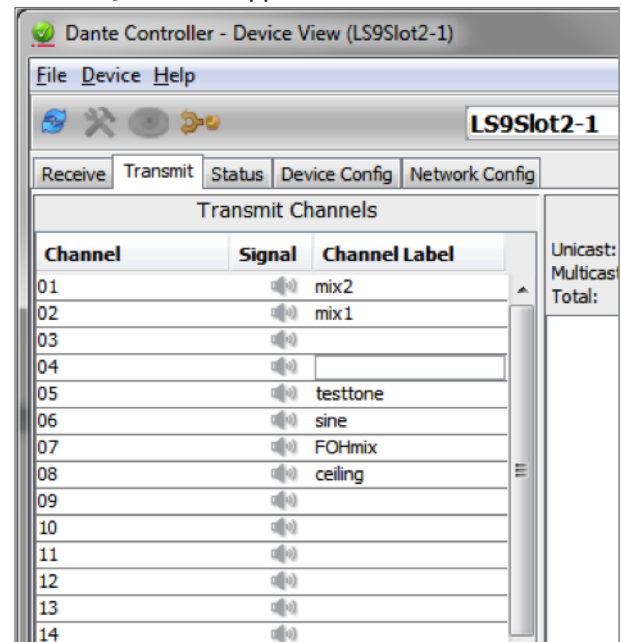 Dante Controller - Device View (LS9Slot2-1)
File Device Help
LS9Slot2-1
Receive Transmit Status Device Config Network Config
Transmit Channels
Channel Signal Channel Label
Unicast:
Multicast
Total:
01 mix2
02 mix1
03
04
05 testtone
06 sine
07 FOHmix
08 ceiling
09
10
11
12
13
14